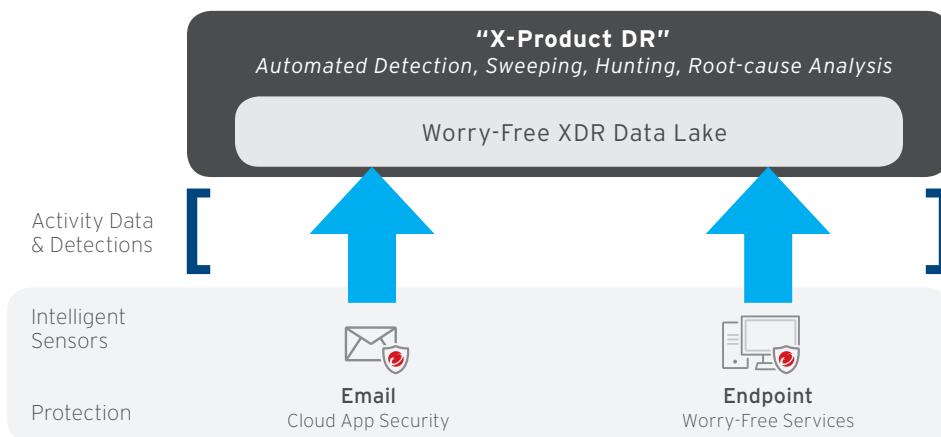 “X-Product DR”
Automated Detection, Sweeping, Hunting, Root-cause Analysis
Worry-Free XDR Data Lake
Activity Data
& Detections
Intelligent
Sensors
Protection
Email
Cloud App Security
Endpoint
Worry-Free Services